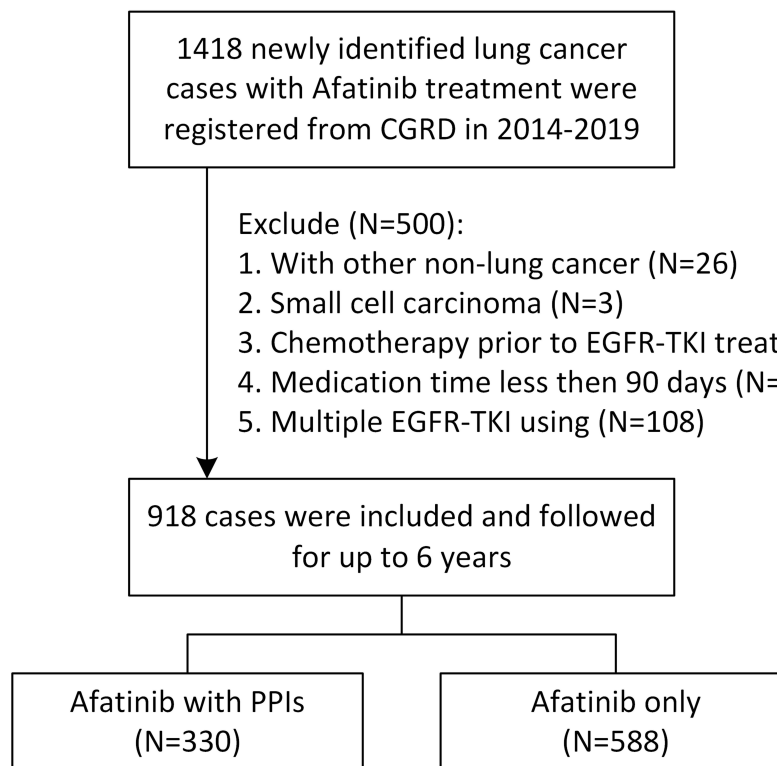 1418 newly identified lung cancer
cases with Afatinib treatment were
registered from CGRD in 2014-2019
Exclude (N=500):
1. With other non-lung cancer (N=26)
2. Small cell carcinoma (N=3)
3. Chemotherapy prior to EGFR-TKI
4. Medication time less then 90 days (N=
5. Multiple EGFR-TKI using (N=108)
918 cases were included and followed
for up to 6 years
Afatinib with PPIs
(N=330)
Afatinib only
(N=588)